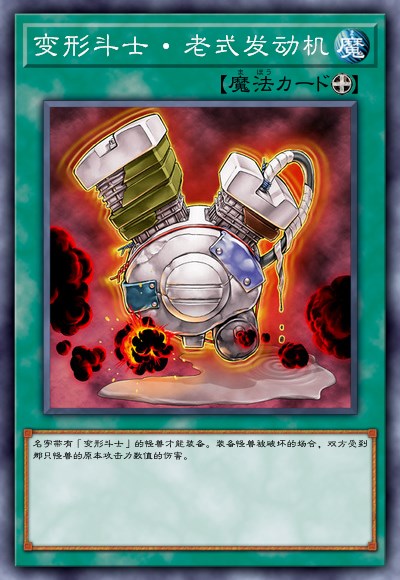 变形斗士·老式发动机 魔
【魔法カード】
名字带有「变形斗士」的怪兽才能装备。装备怪兽被破坏的场合，双方受到
那只怪兽的原本攻击力数值的伤害。